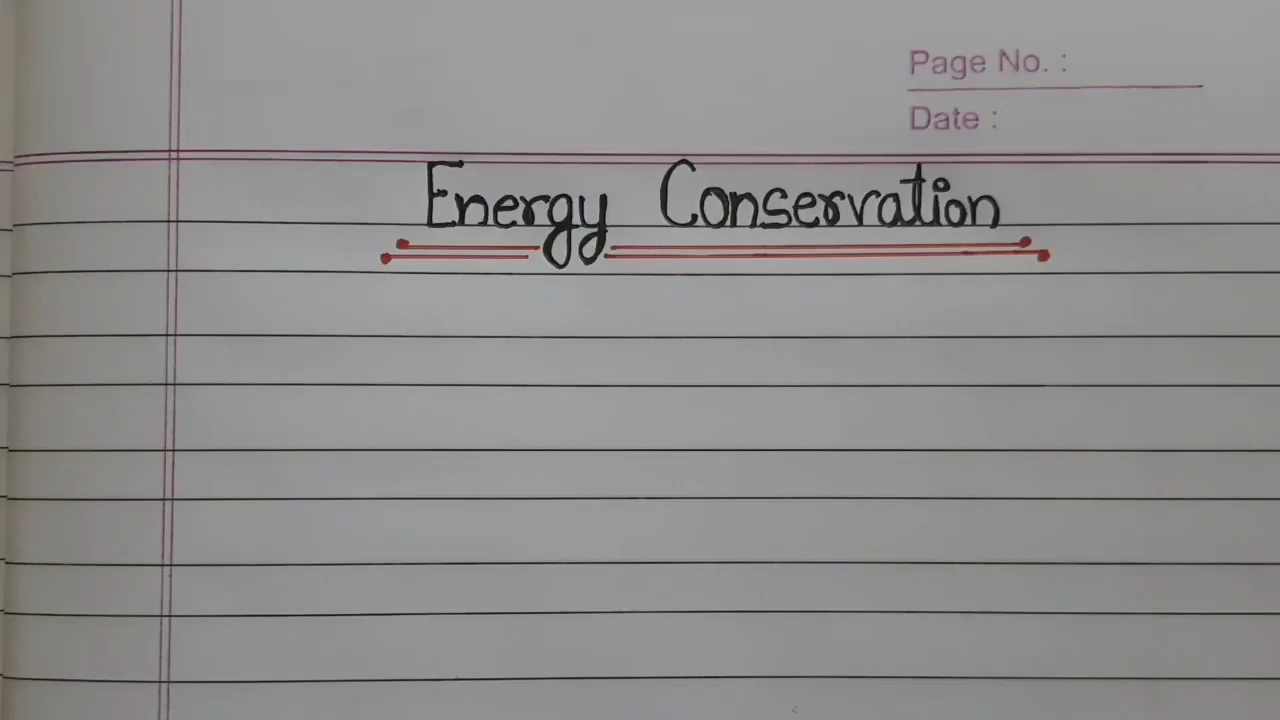 Page No. :
Date :
Energy Conservation